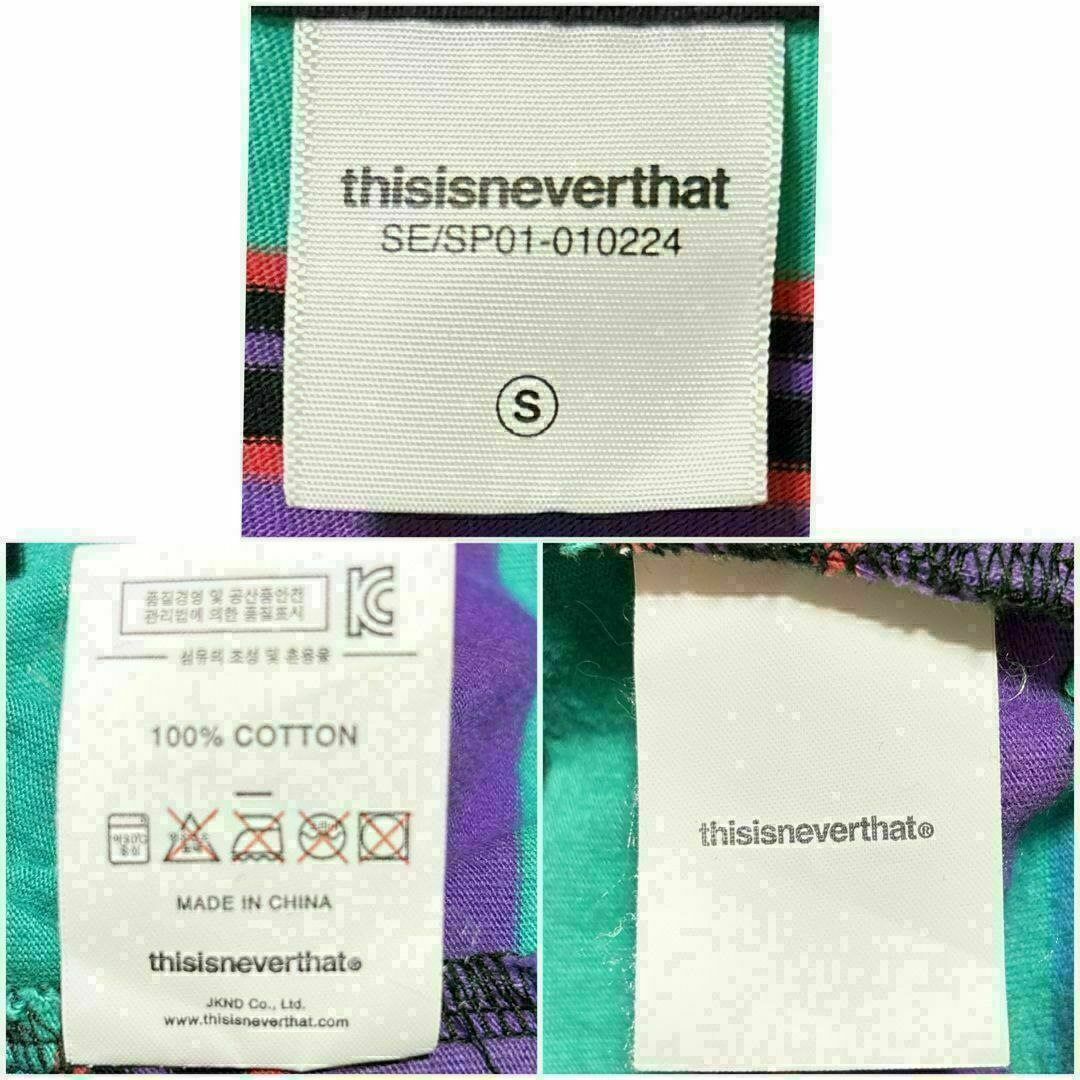 thisisneverthat
SE/SP01-010224
S
품질경영 및 공산품안전
관리법에 의한 품질표시
섬유의 조성 및 혼용율
100% COTTON
MADE IN CHINA
thisisneverthat®
JKND Co., Ltd.
www.thisisneverthat.com
thisisneverthat®